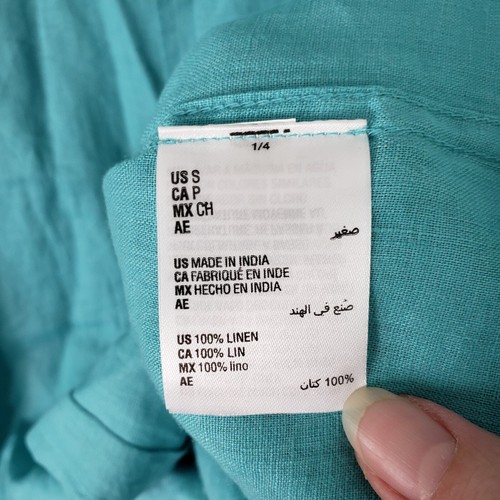 1/4
US S
CA P
MX CH
AE صغير
US MADE IN INDIA
CA FABRIQUÉ EN INDE
MX HECHO EN INDIA
AE صنع في الهند
US 100% LINEN
CA 100% LIN
MX 100% lino
AE 100% كتان